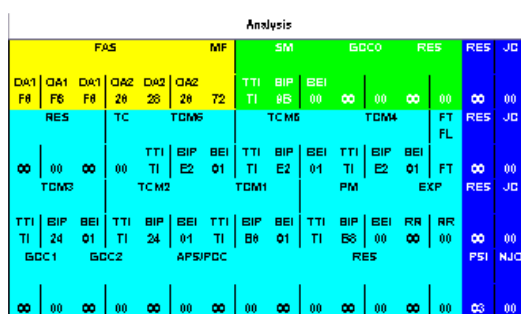 Analysis
FAS MF SM GCC0 RES RES JC
OA1 OA1 OA1 OA2 OA2 OA2 TTI BIP BEI
F6 F6 F6 28 28 28 72 TI 9B 00 00 00 00 00 00 00
RES TC TCM6 TCM5 TCM4 FT RES JC
FL
TTI BIP BEI TTI BIP BEI TTI BIP BEI
00 00 00 00 TI E2 01 TI E2 01 TI E2 01 FT 00 00
TCM3 TCM2 TCM1 PM EXP RES JC
TTI BIP BEI TTI BIP BEI TTI BIP BEI TTI BIP BEI RR RR
TI 24 01 TI 24 01 TI B8 01 TI B8 00 00 00 00 00
GCC1 GCC2 APS/PCC RES PSI NJO
00 00 00 00 00 00 00 00 00 00 00 00 00 00 03 00